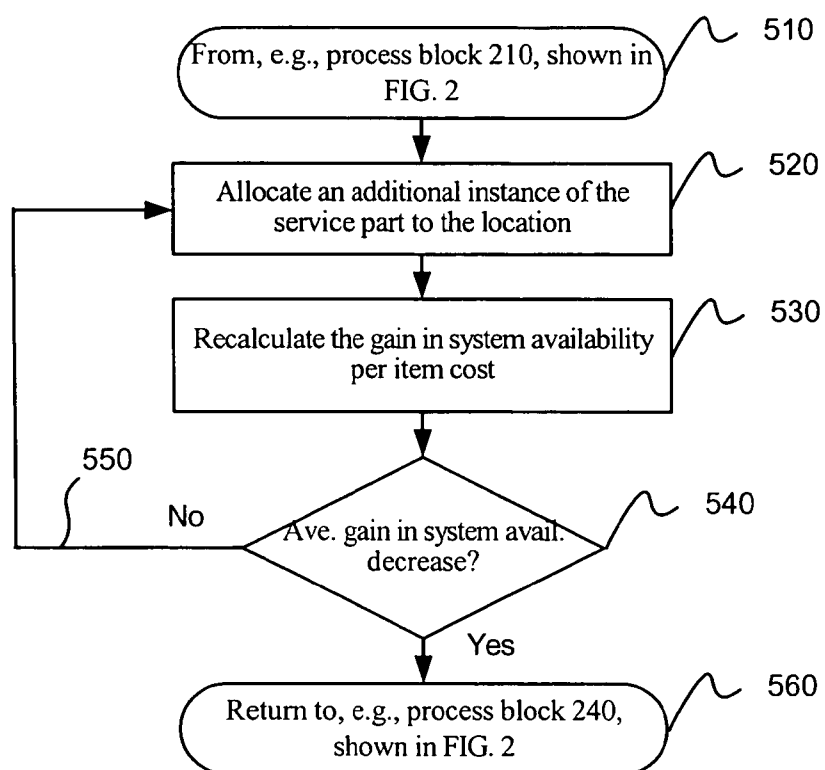 510
From, e.g., process block 210, shown in
FIG. 2
520
Allocate an additional instance of the
service part to the location
530
Recalculate the gain in system availability
per item cost
550
No
540
Ave. gain in system avail.
decrease?
Yes
560
Return to, e.g., process block 240,
shown in FIG. 2